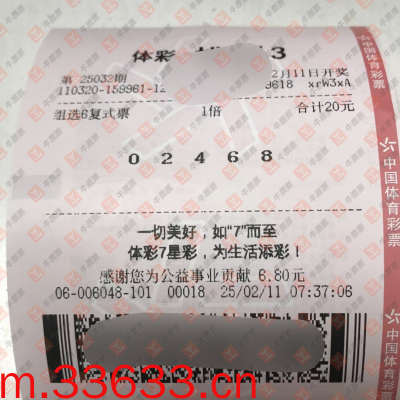 体彩 3
第 25032期 2月11日开奖
110320-159961-12 9618 xrW3xA
组选6复式票 1倍 合计20元
0 2 4 6 8
一切美好，如“7”而至
体彩7星彩，为生活添彩！
感谢您为公益事业贡献 6.80元
06-006048-101 00018 25/02/11 07:37:06
中国体育彩票
中国体育彩票
m.33633.cn